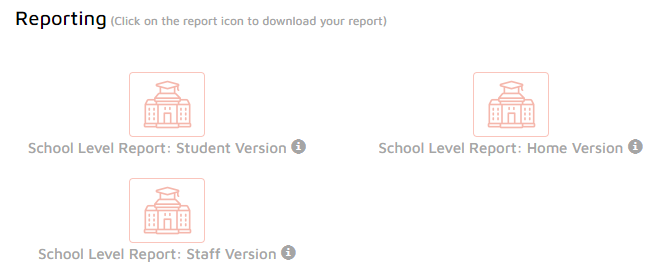 Reporting (Click on the report icon to download your report)
School Level Report: Student Version
School Level Report: Home Version
School Level Report: Staff Version